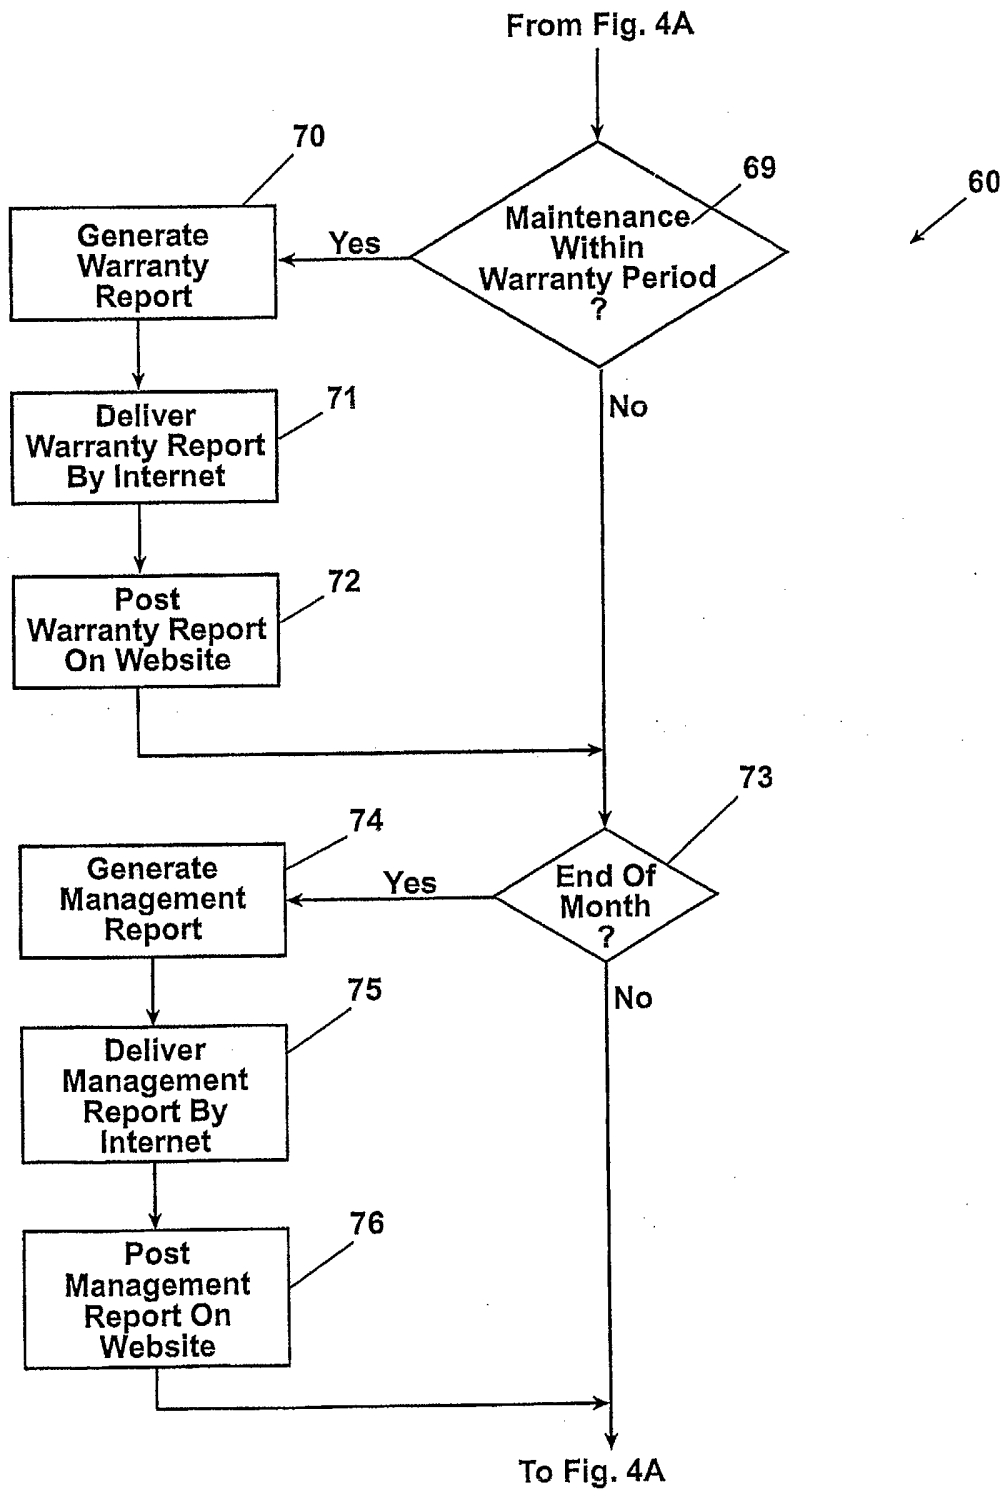 From Fig. 4A
70
69
60
Maintenance
Within
Warranty Period
?
Yes
Generate
Warranty
Report
No
71
Deliver
Warranty Report
By Internet
72
Post
Warranty Report
On Website
73
74
End Of
Month
?
Yes
Generate
Management
Report
No
75
Deliver
Management
Report By
Internet
76
Post
Management
Report On
Website
To Fig. 4A